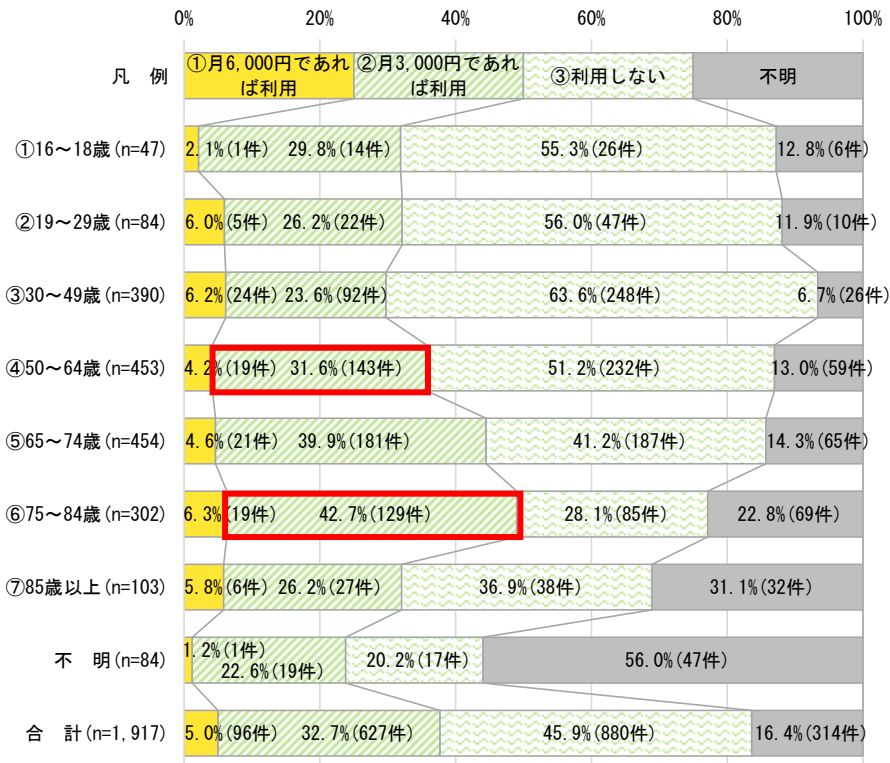 0% 20% 40% 60% 80% 100%
凡　例 ①月6,000円であれば利用 ②月3,000円であれば利用 ③利用しない 不明
①16～18歳(n=47) 2.1%(1件) 29.8%(14件) 55.3%(26件) 12.8%(6件)
②19～29歳(n=84) 6.0%(5件) 26.2%(22件) 56.0%(47件) 11.9%(10件)
③30～49歳(n=390) 6.2%(24件) 23.6%(92件) 63.6%(248件) 6.7%(26件)
④50～64歳(n=453) 4.2%(19件) 31.6%(143件) 51.2%(232件) 13.0%(59件)
⑤65～74歳(n=454) 4.6%(21件) 39.9%(181件) 41.2%(187件) 14.3%(65件)
⑥75～84歳(n=302) 6.3%(19件) 42.7%(129件) 28.1%(85件) 22.8%(69件)
⑦85歳以上(n=103) 5.8%(6件) 26.2%(27件) 36.9%(38件) 31.1%(32件)
不　明(n=84) 1.2%(1件) 22.6%(19件) 20.2%(17件) 56.0%(47件)
合　計(n=1,917) 5.0%(96件) 32.7%(627件) 45.9%(880件) 16.4%(314件)